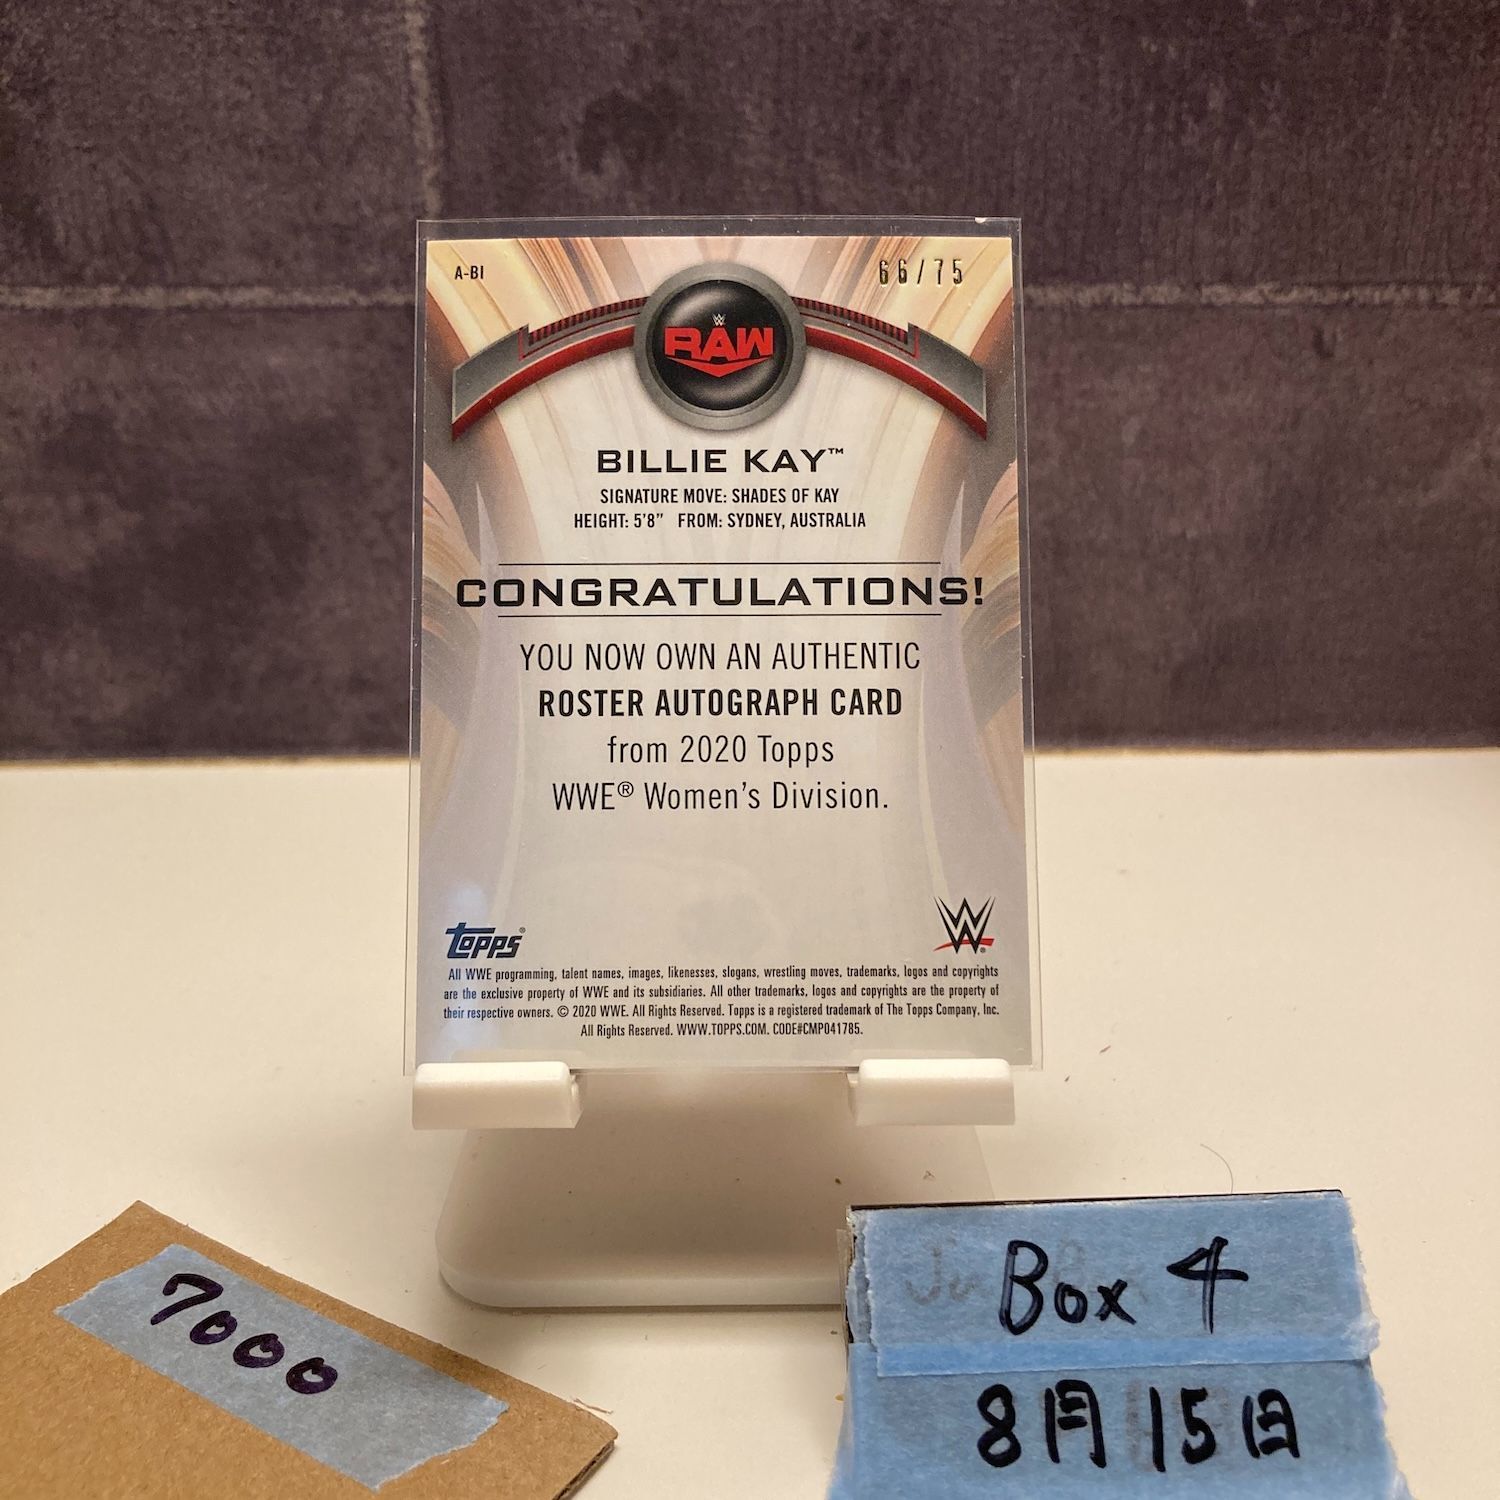 A-BI
66/75
W
RAW
BILLIE KAY™
SIGNATURE MOVE: SHADES OF KAY
HEIGHT: 5'8" FROM: SYDNEY, AUSTRALIA
CONGRATULATIONS!
YOU NOW OWN AN AUTHENTIC
ROSTER AUTOGRAPH CARD
from 2020 Topps
WWE® Women's Division.
Topps®
W®
All WWE programming, talent names, images, likenesses, slogans, wrestling moves, trademarks, logos and copyrights
are the exclusive property of WWE and its subsidiaries. All other trademarks, logos and copyrights are the property of
their respective owners. © 2020 WWE. All Rights Reserved. Topps is a registered trademark of The Topps Company, Inc.
All Rights Reserved. WWW.TOPPS.COM. CODE#CMP041785.
7000
Box 4
8月15日